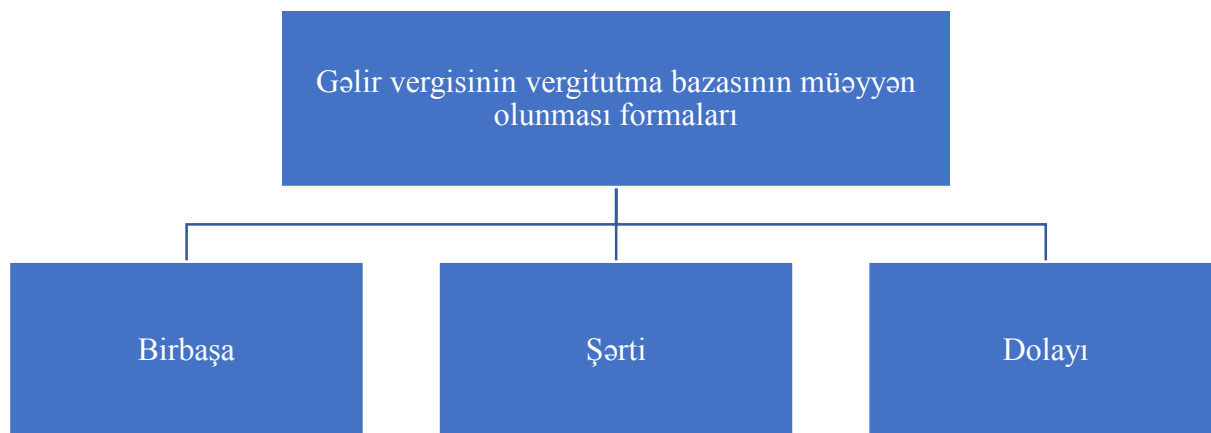 Gəlir vergisinin vergitutma bazasının müəyyən
olunması formaları
Birbaşa
Şərti
Dolayı